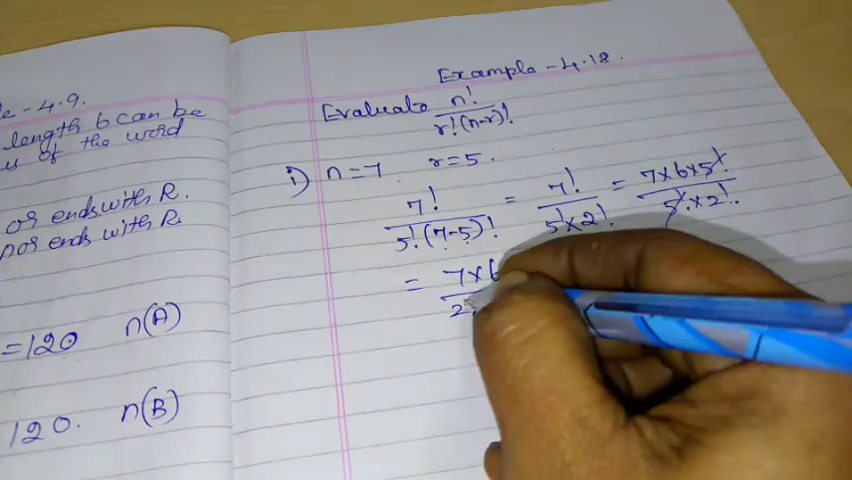 - 4.9.
length 6 can be
of the word
or ends with R.
nor ends with R.
=120 n(A)
120. n(B)
Example - 4.18.
Evaluate n!/r!(n-r)!
i) n=7 r=5.
7!/5!(7-5)! = 7!/5!×2! = 7×6×5!/5!×2!
= 7×6/2!